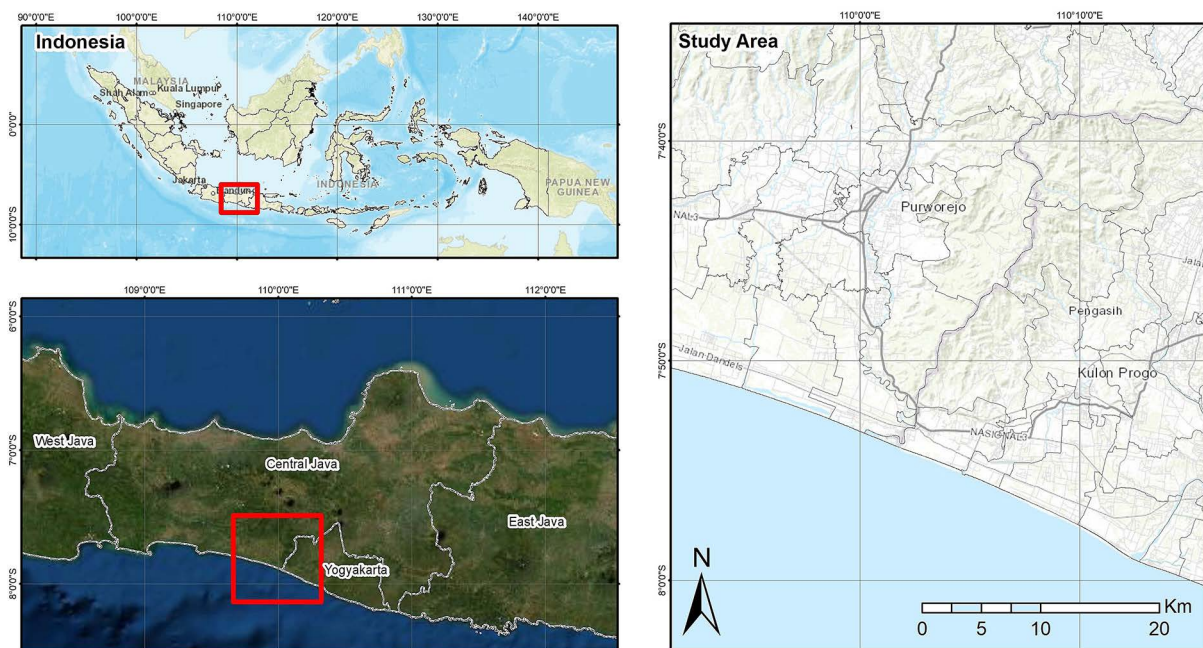 90°0'0"E 100°0'0"E 110°0'0"E 120°0'0"E 130°0'0"E 140°0'0"E
Indonesia
MALAYSIA
Shah Alam Kuala Lumpur
Singapore
0°0'0"
Jakarta
Bandung
INDONESIA
PAPUA NEW
GUINEA
10°0'0"S
109°0'0"E 110°0'0"E 111°0'0"E 112°0'0"E
6°0'0"S
West Java
7°0'0"S
Central Java
East Java
Yogyakarta
8°0'0"S
110°0'0"E 110°10'0"E
Study Area
7°40'0"S
Purworejo
NAL3
Jalan
Pengasih
7°50'0"S
Jalan Dandels
Kulon Progo
NASIONAL3
8°0'0"S
N
Km
0 5 10 20